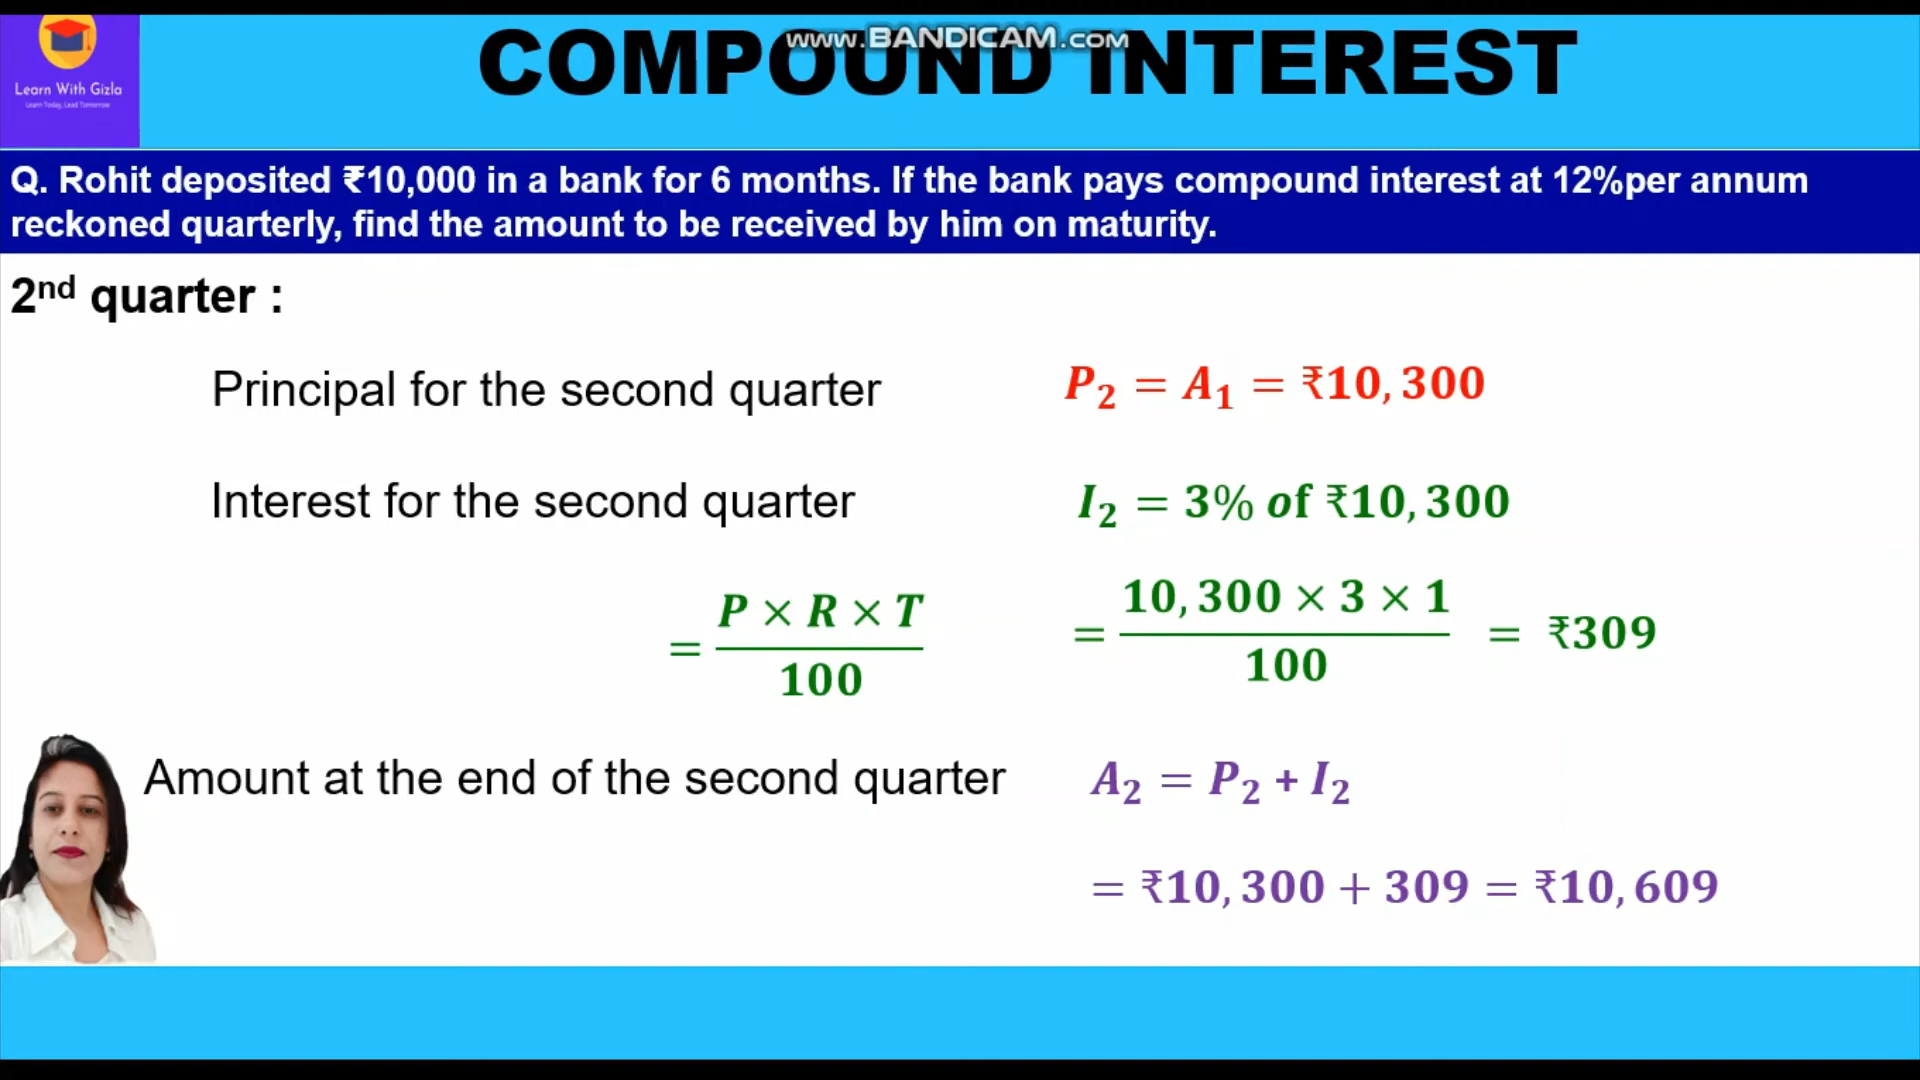 www.BANDICAM.com
COMPOUND INTEREST
Learn With Gizla
Learn Today, Lead Tomorrow
Q. Rohit deposited ₹10,000 in a bank for 6 months. If the bank pays compound interest at 12%per annum
reckoned quarterly, find the amount to be received by him on maturity.
2nd quarter :
Principal for the second quarter P₂ = A₁ = ₹10,300
Interest for the second quarter I₂ = 3% of ₹10,300
= P × R × T / 100 = 10,300 × 3 × 1 / 100 = ₹309
Amount at the end of the second quarter A₂ = P₂ + I₂
= ₹10,300 + 309 = ₹10,609